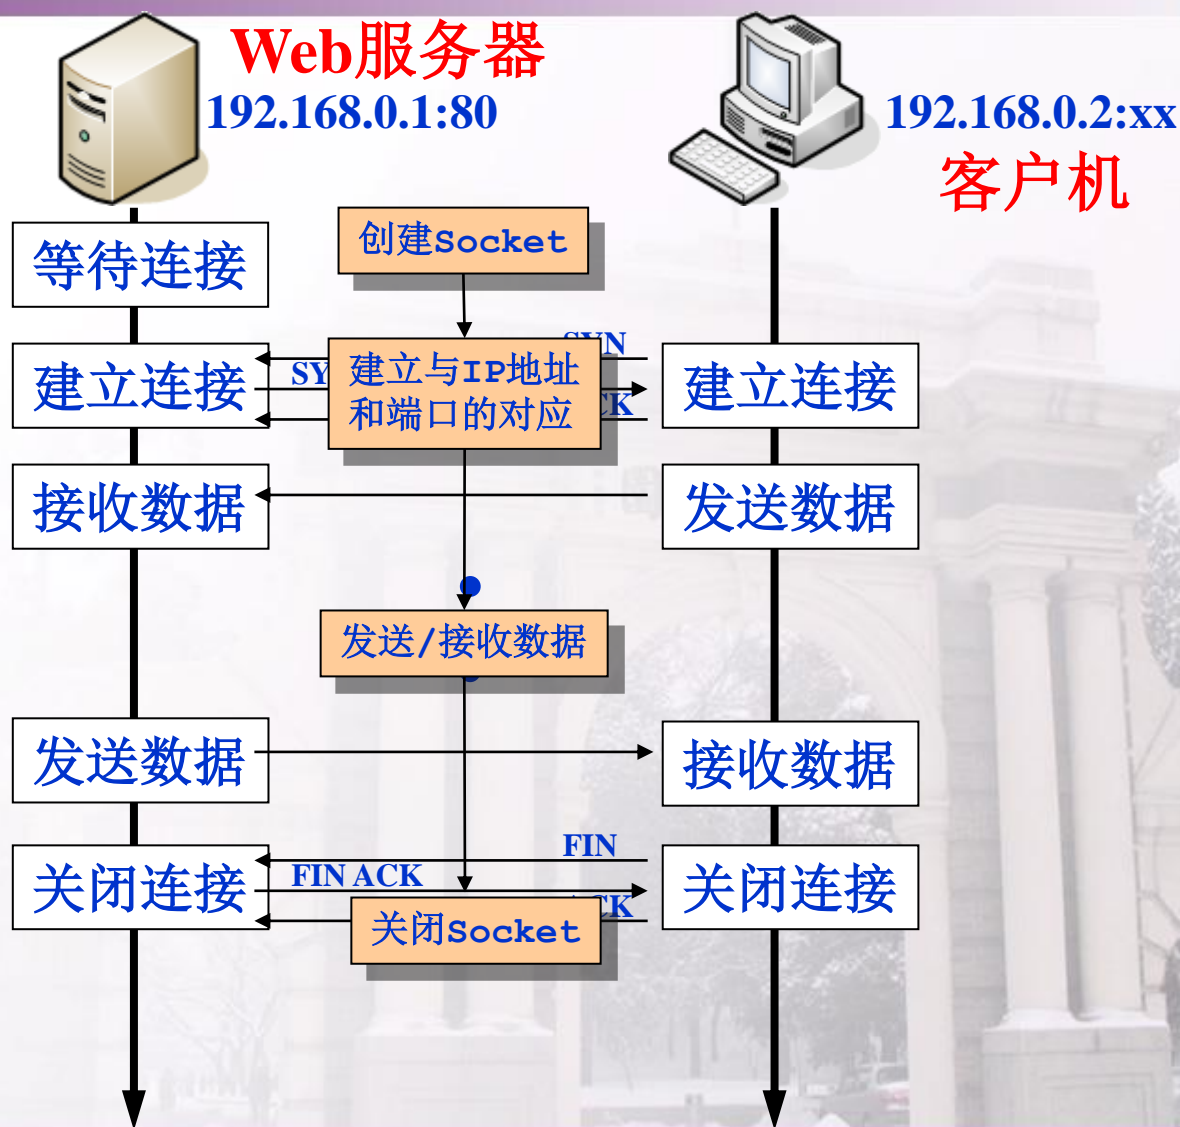 Web服务器
192.168.0.1:80
192.168.0.2:xx
客户机
等待连接
创建Socket
建立连接
建立与IP地址
和端口的对应
建立连接
接收数据
发送数据
发送/接收数据
发送数据
接收数据
关闭连接
FIN
FIN ACK
关闭连接
关闭Socket